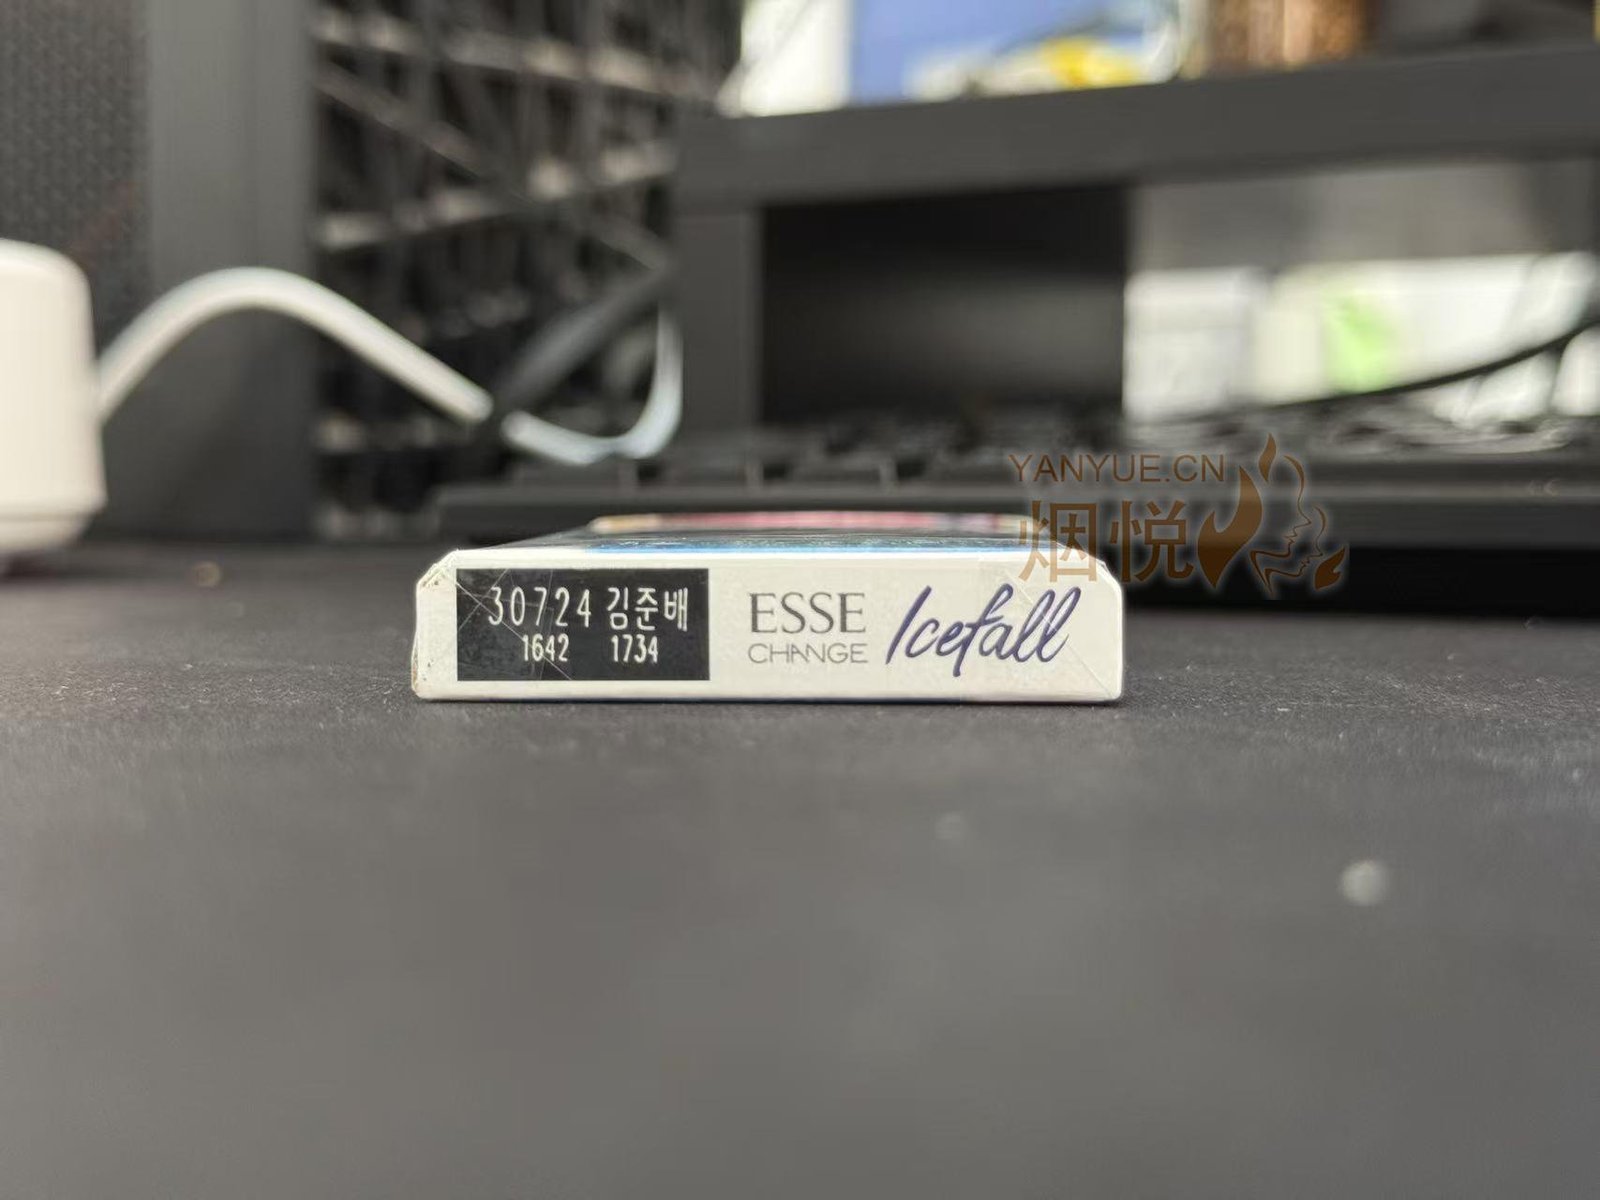 YANYUE.CN
烟悦
30724 김준배
1642 1734
ESSE
CHANGE
Icefall